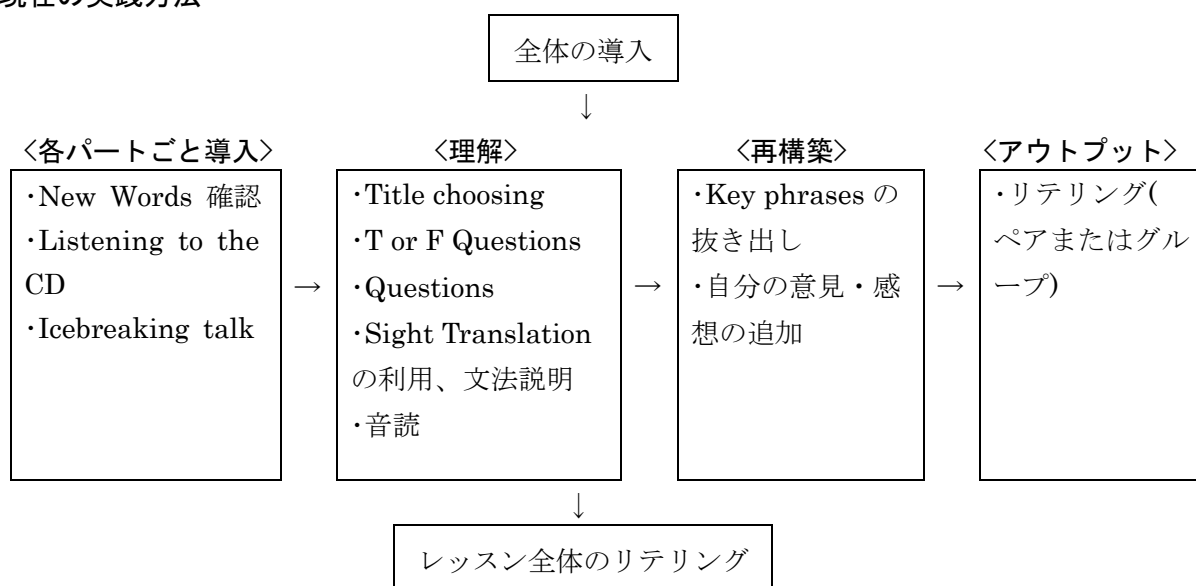 現在の実践方法
全体の導入
↓
<各パートごと導入>
・New Words 確認
・Listening to the
CD
・Icebreaking talk
→
<理解>
・Title choosing
・T or F Questions
・Questions
・Sight Translation
の利用、文法説明
・音読
→
<再構築>
・Key phrases の
抜き出し
・自分の意見・感
想の追加
→
<アウトプット>
・リテリング(
ペアまたはグル
ープ)
↓
レッスン全体のリテリング